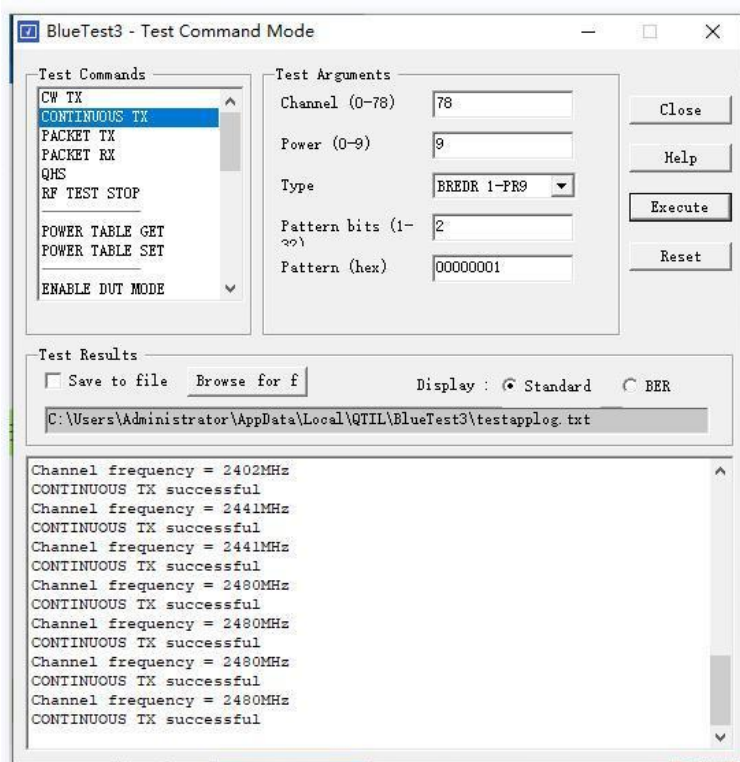 BlueTest3 - Test Command Mode
Test Commands
CW TX
CONTINUOUS TX
PACKET TX
PACKET RX
QHS
RF TEST STOP
POWER TABLE GET
POWER TABLE SET
ENABLE DUT MODE
Test Arguments
Channel (0-78) 78
Power (0-9) 9
Type BREDR 1-PR9
Pattern bits (1-
32) 2
Pattern (hex) 00000001
Close
Help
Execute
Reset
Test Results
Save to file Browse for f Display : Standard BER
C:\Users\Administrator\AppData\Local\QTIL\BlueTest3\testapplog.txt
Channel frequency = 2402MHz
CONTINUOUS TX successful
Channel frequency = 2441MHz
CONTINUOUS TX successful
Channel frequency = 2441MHz
CONTINUOUS TX successful
Channel frequency = 2480MHz
CONTINUOUS TX successful
Channel frequency = 2480MHz
CONTINUOUS TX successful
Channel frequency = 2480MHz
CONTINUOUS TX successful
Channel frequency = 2480MHz
CONTINUOUS TX successful